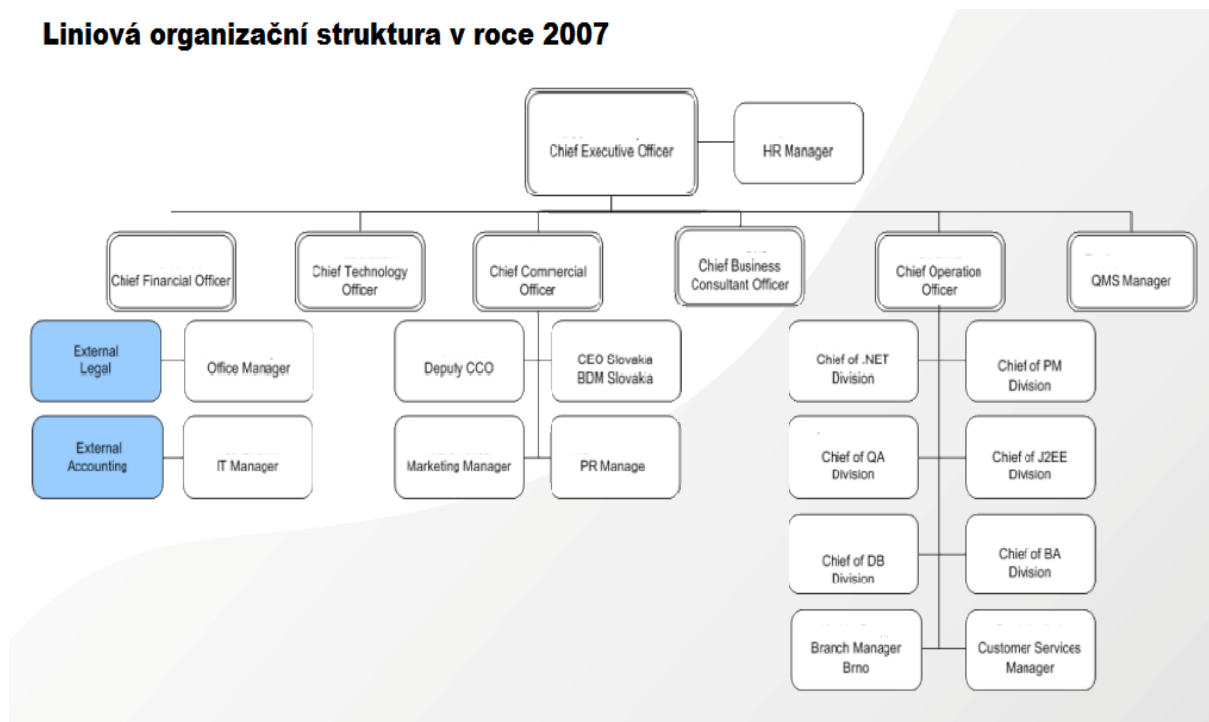 Liniová organizační struktura v roce 2007
Chief Executive Officer
HR Manager
Chief Financial Officer
Chief Technology
Officer
Chief Commercial
Officer
Chief Business
Consultant Officer
Chief Operation
Officer
QMS Manager
External
Legal
Office Manager
Deputy CCO
CEO Slovakia
BDM Slovakia
Chief of .NET
Division
Chief of PM
Division
External
Accounting
IT Manager
Marketing Manager
PR Manage
Chief of QA
Division
Chief of J2EE
Division
Chief of DB
Division
Chief of BA
Division
Branch Manager
Brno
Customer Services
Manager